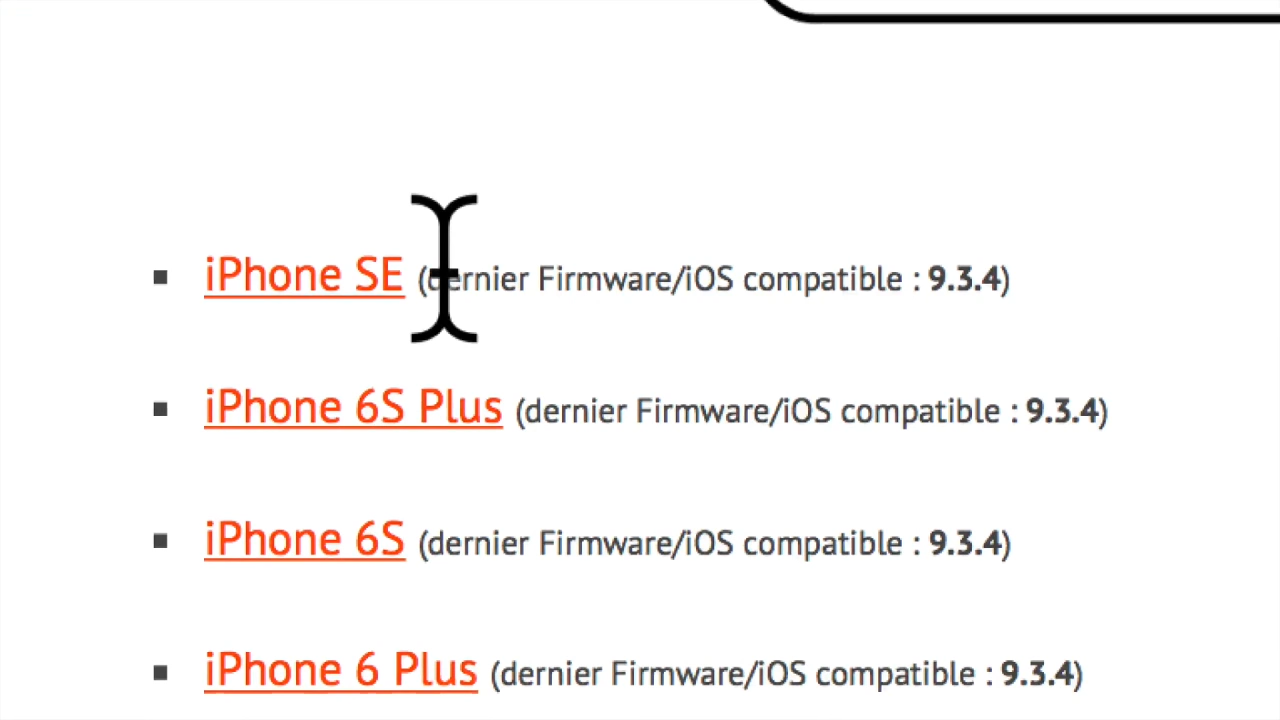 iPhone SE (dernier Firmware/iOS compatible : 9.3.4)
iPhone 6S Plus (dernier Firmware/iOS compatible : 9.3.4)
iPhone 6S (dernier Firmware/iOS compatible : 9.3.4)
iPhone 6 Plus (dernier Firmware/iOS compatible : 9.3.4)